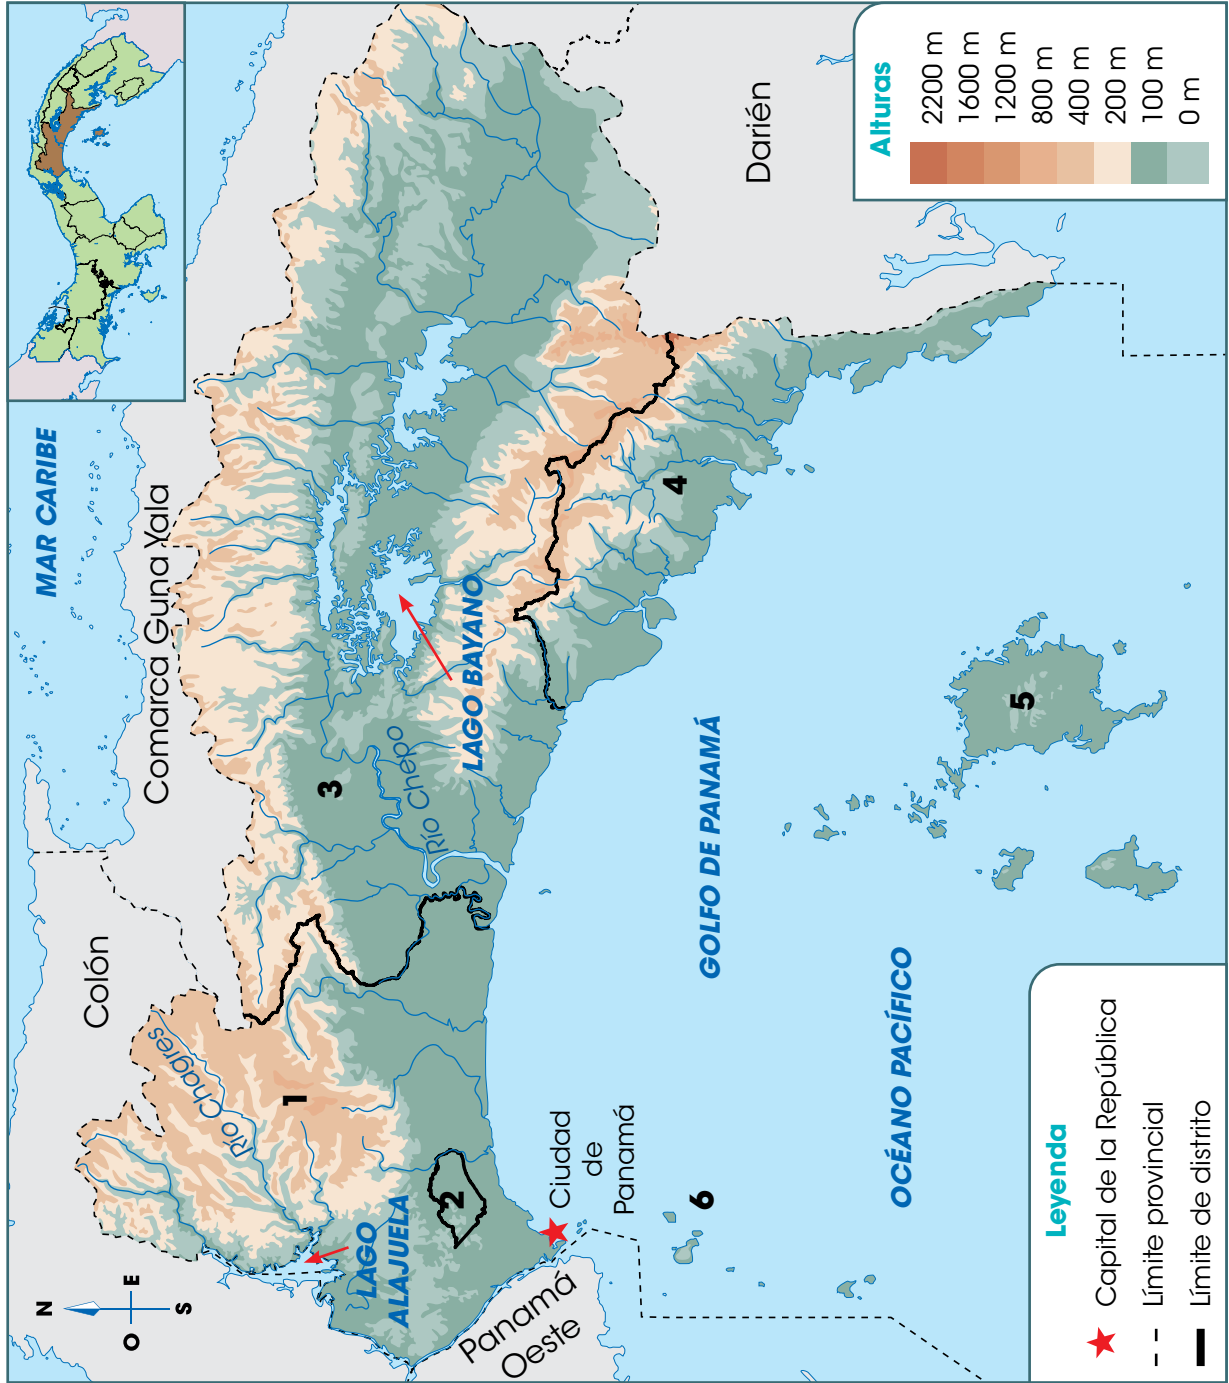 MAR CARIBE
Comarca Guna Yala
Colón
Darién
Río Chagres
LAGO
ALAJUELA
LAGO BAYANO
Río Chepo
Panamá
Oeste
Ciudad
de
Panamá
GOLFO DE PANAMÁ
OCÉANO PACÍFICO
1
2
3
4
5
6
N
O
E
S
Leyenda
Capital de la República
Límite provincial
Límite de distrito
Alturas
2200 m
1600 m
1200 m
800 m
400 m
200 m
100 m
0 m